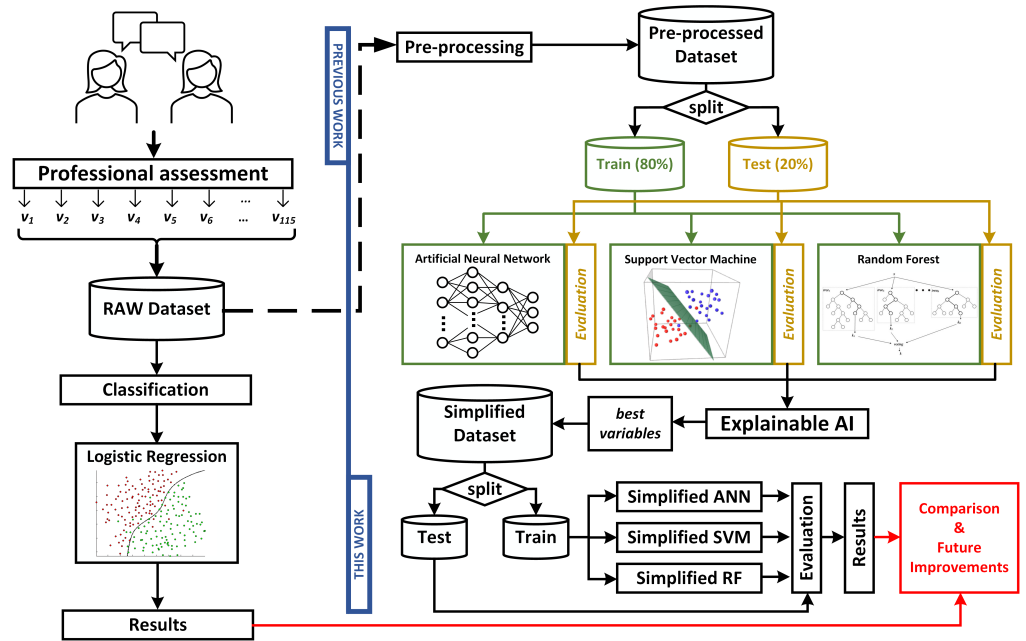 Professional assessment
v1 v2 v3 v4 v5 v6 ... v115
...
RAW Dataset
Classification
Logistic Regression
Results
PREVIOUS WORK
THIS WORK
Pre-processing
Pre-processed
Dataset
split
Train (80%)
Test (20%)
Artificial Neural Network
Evaluation
Support Vector Machine
Evaluation
Random Forest
Evaluation
Explainable AI
best
variables
Simplified
Dataset
split
Test
Train
Simplified ANN
Simplified SVM
Simplified RF
Evaluation
Results
Comparison
&
Future
Improvements